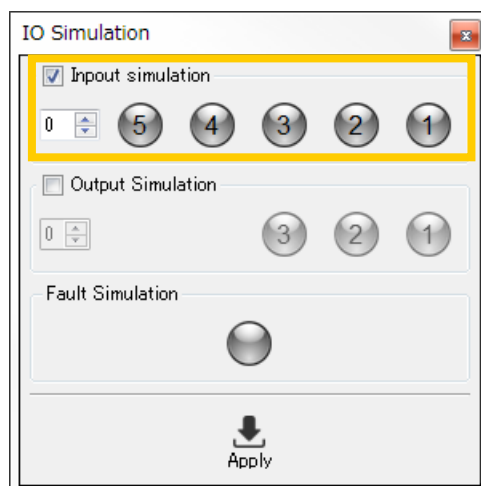 IO Simulation
Inpout simulation
0 5 4 3 2 1
Output Simulation
0 3 2 1
Fault Simulation
Apply